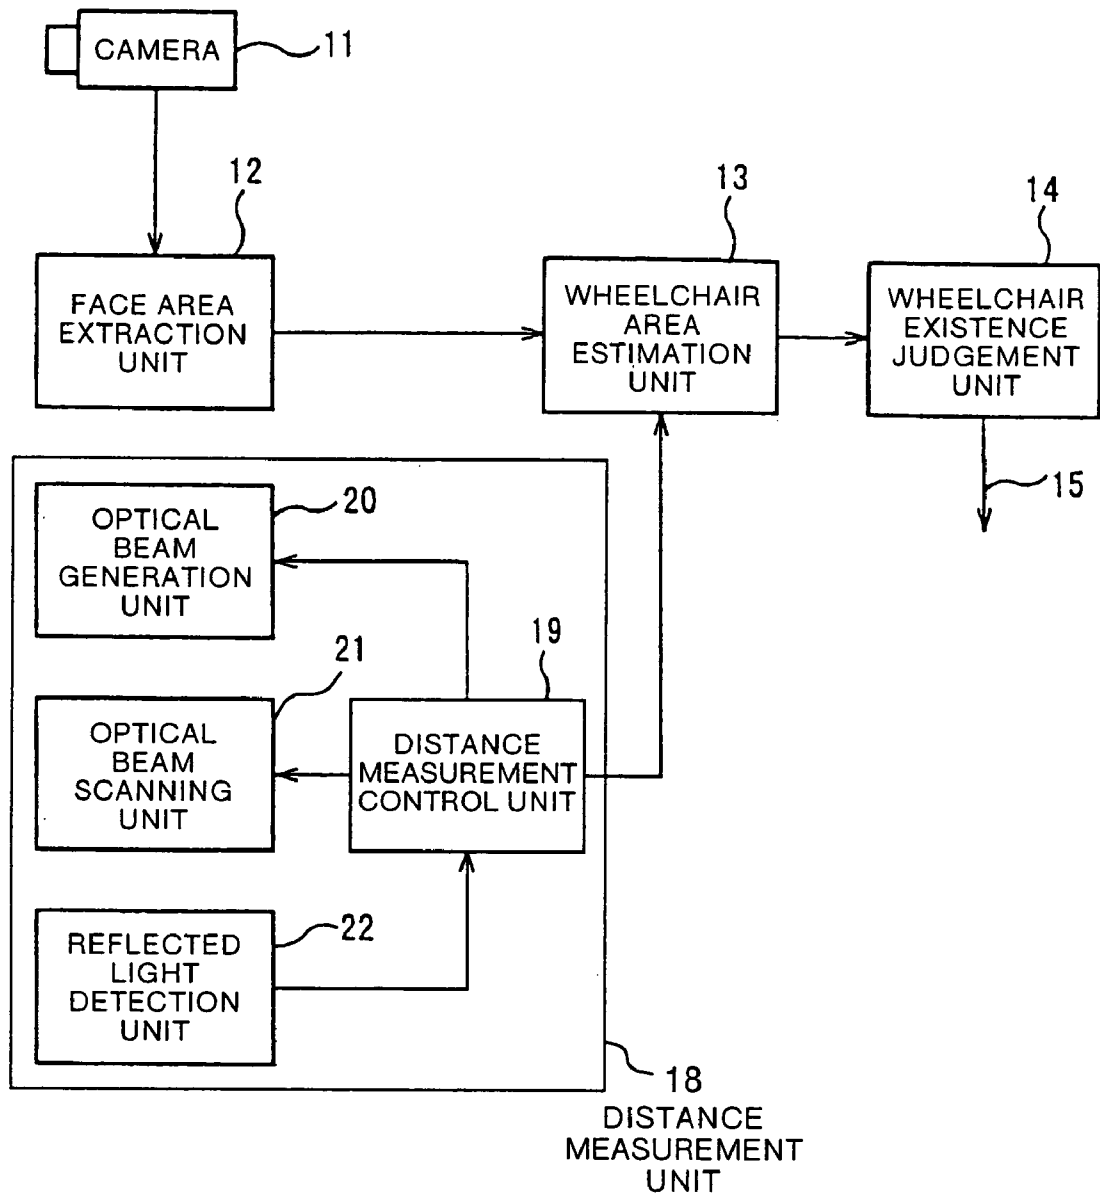 CAMERA
11
12
FACE AREA
EXTRACTION
UNIT
13
WHEELCHAIR
AREA
ESTIMATION
UNIT
14
WHEELCHAIR
EXISTENCE
JUDGEMENT
UNIT
15
20
OPTICAL
BEAM
GENERATION
UNIT
21
OPTICAL
BEAM
SCANNING
UNIT
19
DISTANCE
MEASUREMENT
CONTROL UNIT
22
REFLECTED
LIGHT
DETECTION
UNIT
18
DISTANCE
MEASUREMENT
UNIT